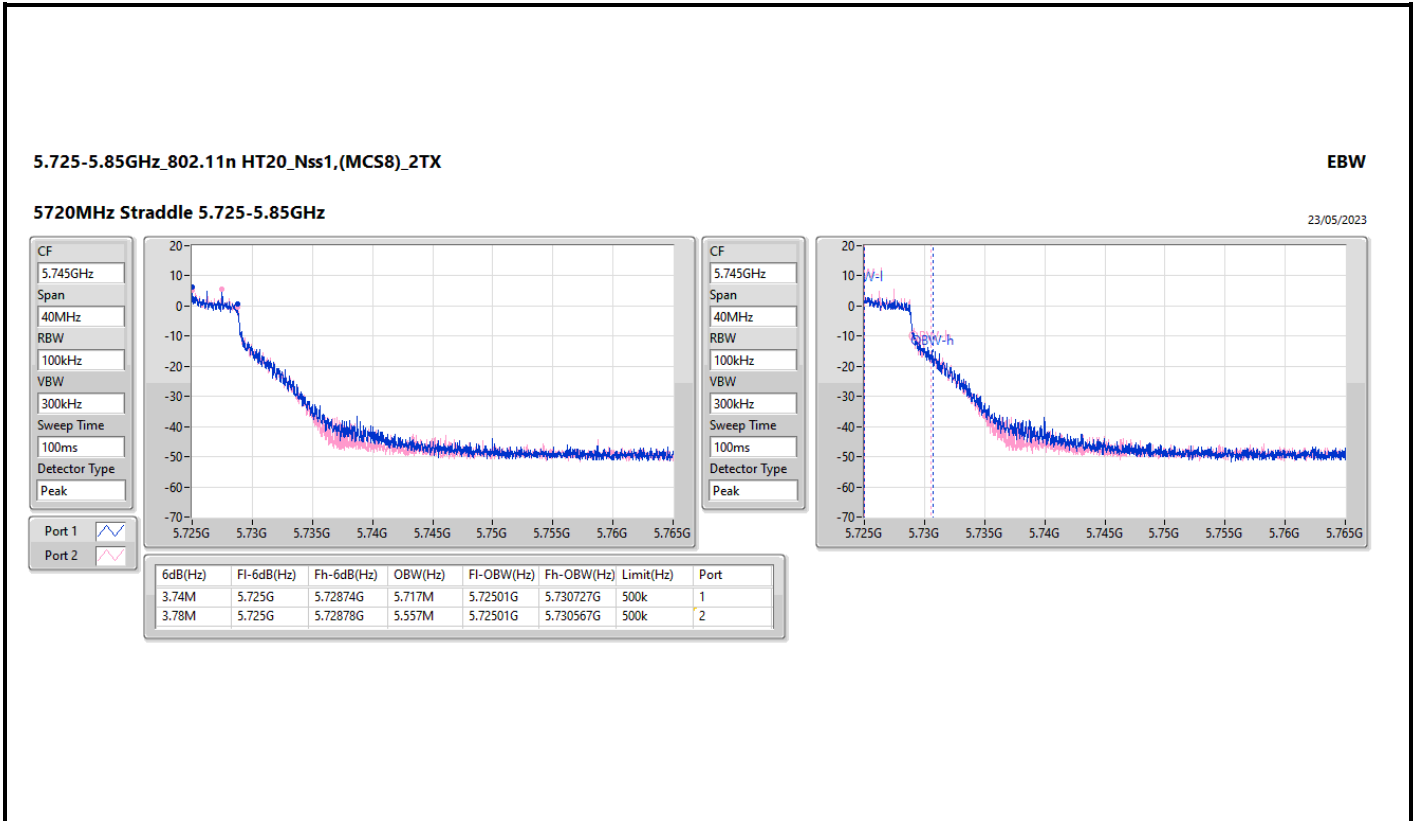 5.725-5.85GHz_802.11n HT20_Nss1,(MCS8)_2TX
EBW
5720MHz Straddle 5.725-5.85GHz
23/05/2023
CF
5.745GHz
Span
40MHz
RBW
100kHz
VBW
300kHz
Sweep Time
100ms
Detector Type
Peak
Port 1
Port 2
20
10
0
-10
-20
-30
-40
-50
-60
-70
5.725G 5.73G 5.735G 5.74G 5.745G 5.75G 5.755G 5.76G 5.765G
CF
5.745GHz
Span
40MHz
RBW
100kHz
VBW
300kHz
Sweep Time
100ms
Detector Type
Peak
20
10
0
-10
-20
-30
-40
-50
-60
-70
W-l
OBW-h
5.725G 5.73G 5.735G 5.74G 5.745G 5.75G 5.755G 5.76G 5.765G
6dB(Hz) Fl-6dB(Hz) Fh-6dB(Hz) OBW(Hz) Fl-OBW(Hz) Fh-OBW(Hz) Limit(Hz) Port
3.74M 5.725G 5.72874G 5.717M 5.72501G 5.730727G 500k 1
3.78M 5.725G 5.72878G 5.557M 5.72501G 5.730567G 500k 2